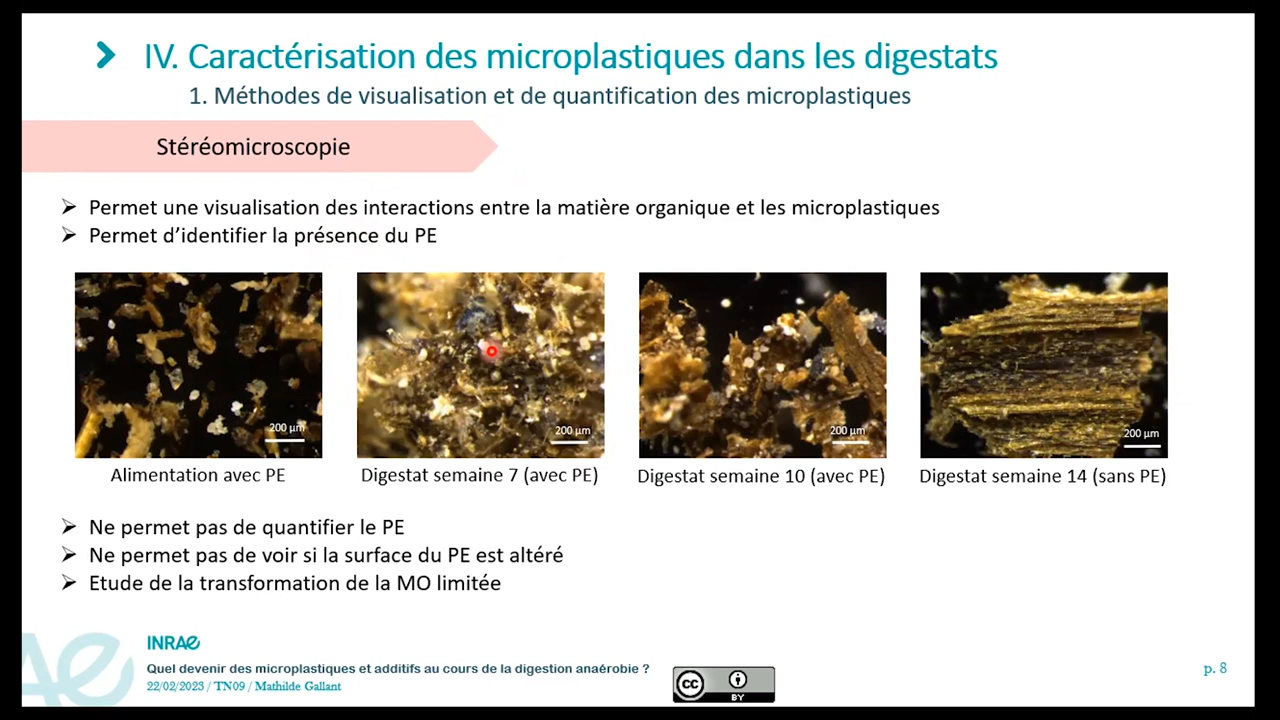 IV. Caractérisation des microplastiques dans les digestats
1. Méthodes de visualisation et de quantification des microplastiques
Stéréomicroscopie
Permet une visualisation des interactions entre la matière organique et les microplastiques
Permet d'identifier la présence du PE
200 µm
200 µm
200 µm
200 µm
Alimentation avec PE
Digestat semaine 7 (avec PE)
Digestat semaine 10 (avec PE)
Digestat semaine 14 (sans PE)
Ne permet pas de quantifier le PE
Ne permet pas de voir si la surface du PE est altéré
Etude de la transformation de la MO limitée
INRAE
Quel devenir des microplastiques et additifs au cours de la digestion anaérobie ?
22/02/2023 / TN09 / Mathilde Gallant
cc
BY
p. 8